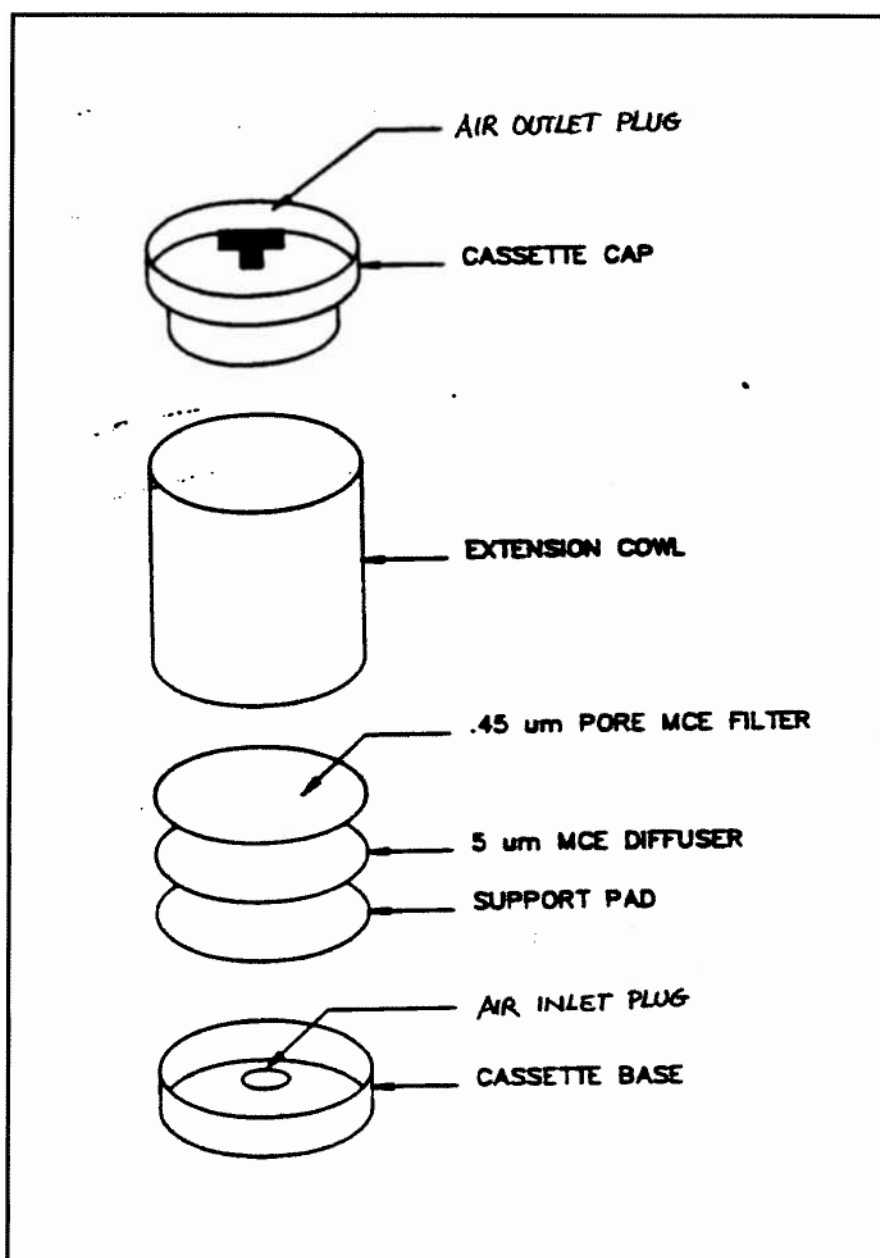 AIR OUTLET PLUG
CASSETTE CAP
EXTENSION COWL
.45 um PORE MCE FILTER
5 um MCE DIFFUSER
SUPPORT PAD
AIR INLET PLUG
CASSETTE BASE